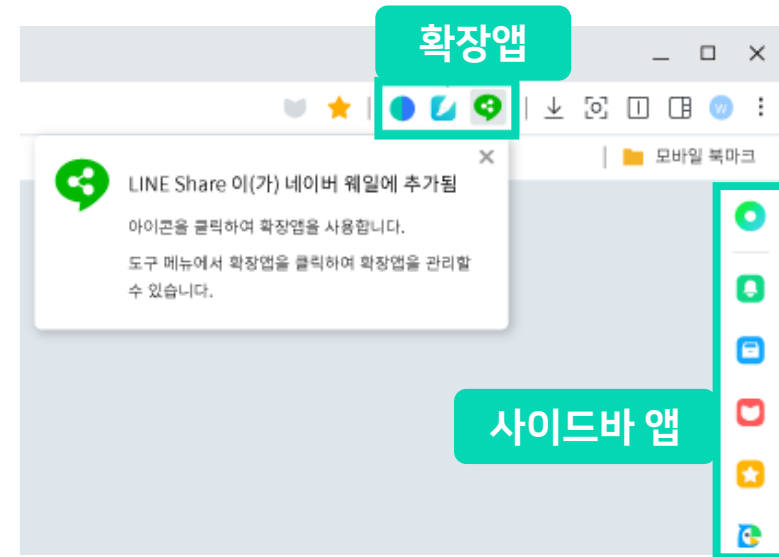 확장앱
W
모바일 북마크
LINE Share 이(가) 네이버 웨일에 추가됨
아이콘을 클릭하여 확장앱을 사용합니다.
도구 메뉴에서 확장앱을 클릭하여 확장앱을 관리할
수 있습니다.
사이드바 앱